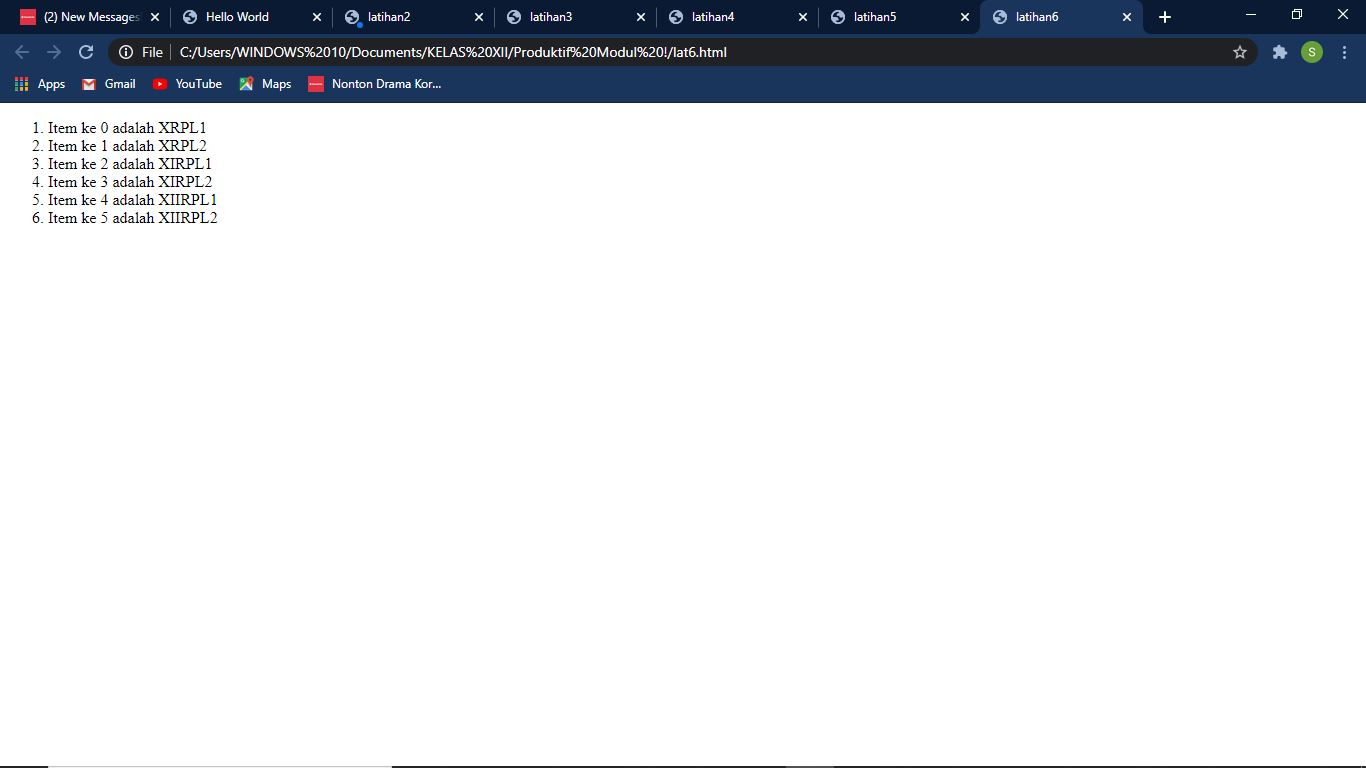 (2) New Messages
Hello World
latihan2
latihan3
latihan4
latihan5
latihan6
File
C:/Users/WINDOWS%2010/Documents/KELAS%20XII/Produktif%20Modul%20!/lat6.html
S
Apps
Gmail
YouTube
Maps
Nonton Drama Kor...
1. Item ke 0 adalah XRPL1
2. Item ke 1 adalah XRPL2
3. Item ke 2 adalah XIRPL1
4. Item ke 3 adalah XIRPL2
5. Item ke 4 adalah XIIRPL1
6. Item ke 5 adalah XIIRPL2